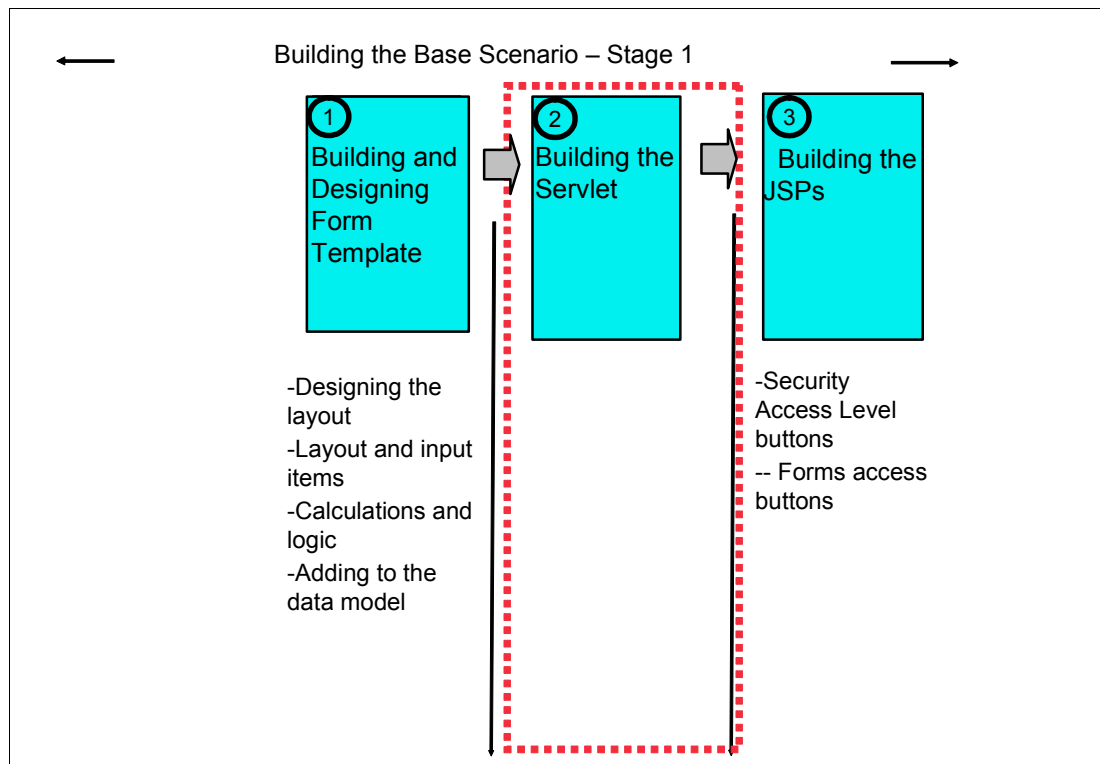 Building the Base Scenario – Stage 1
1
Building and
Designing
Form
Template
2
Building the
Servlet
3
Building the
JSPs
-Designing the
layout
-Layout and input
items
-Calculations and
logic
-Adding to the
data model
-Security
Access Level
buttons
-- Forms access
buttons